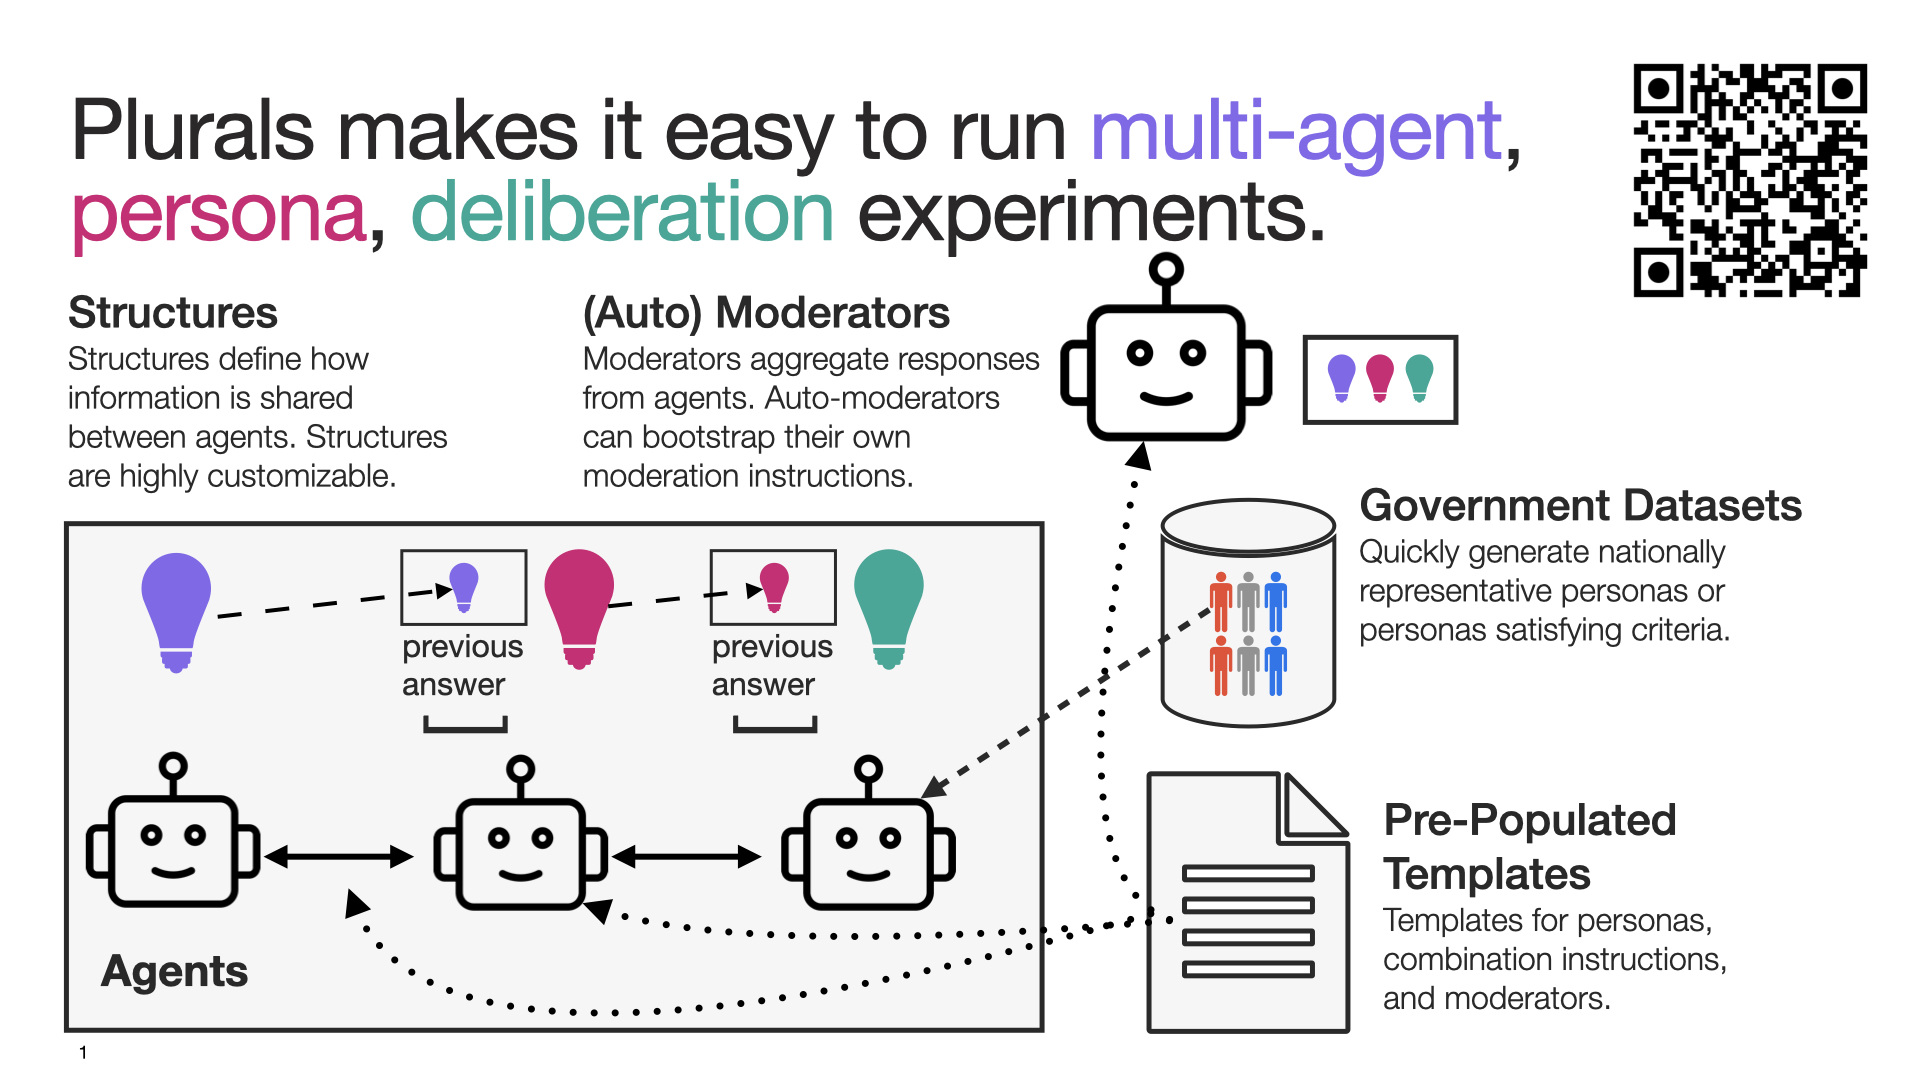 Plurals makes it easy to run multi-agent,
persona, deliberation experiments.
Structures
Structures define how
information is shared
between agents. Structures
are highly customizable.
(Auto) Moderators
Moderators aggregate responses
from agents. Auto-moderators
can bootstrap their own
moderation instructions.
Government Datasets
Quickly generate nationally
representative personas or
personas satisfying criteria.
previous
answer
previous
answer
Agents
Pre-Populated
Templates
Templates for personas,
combination instructions,
and moderators.
1